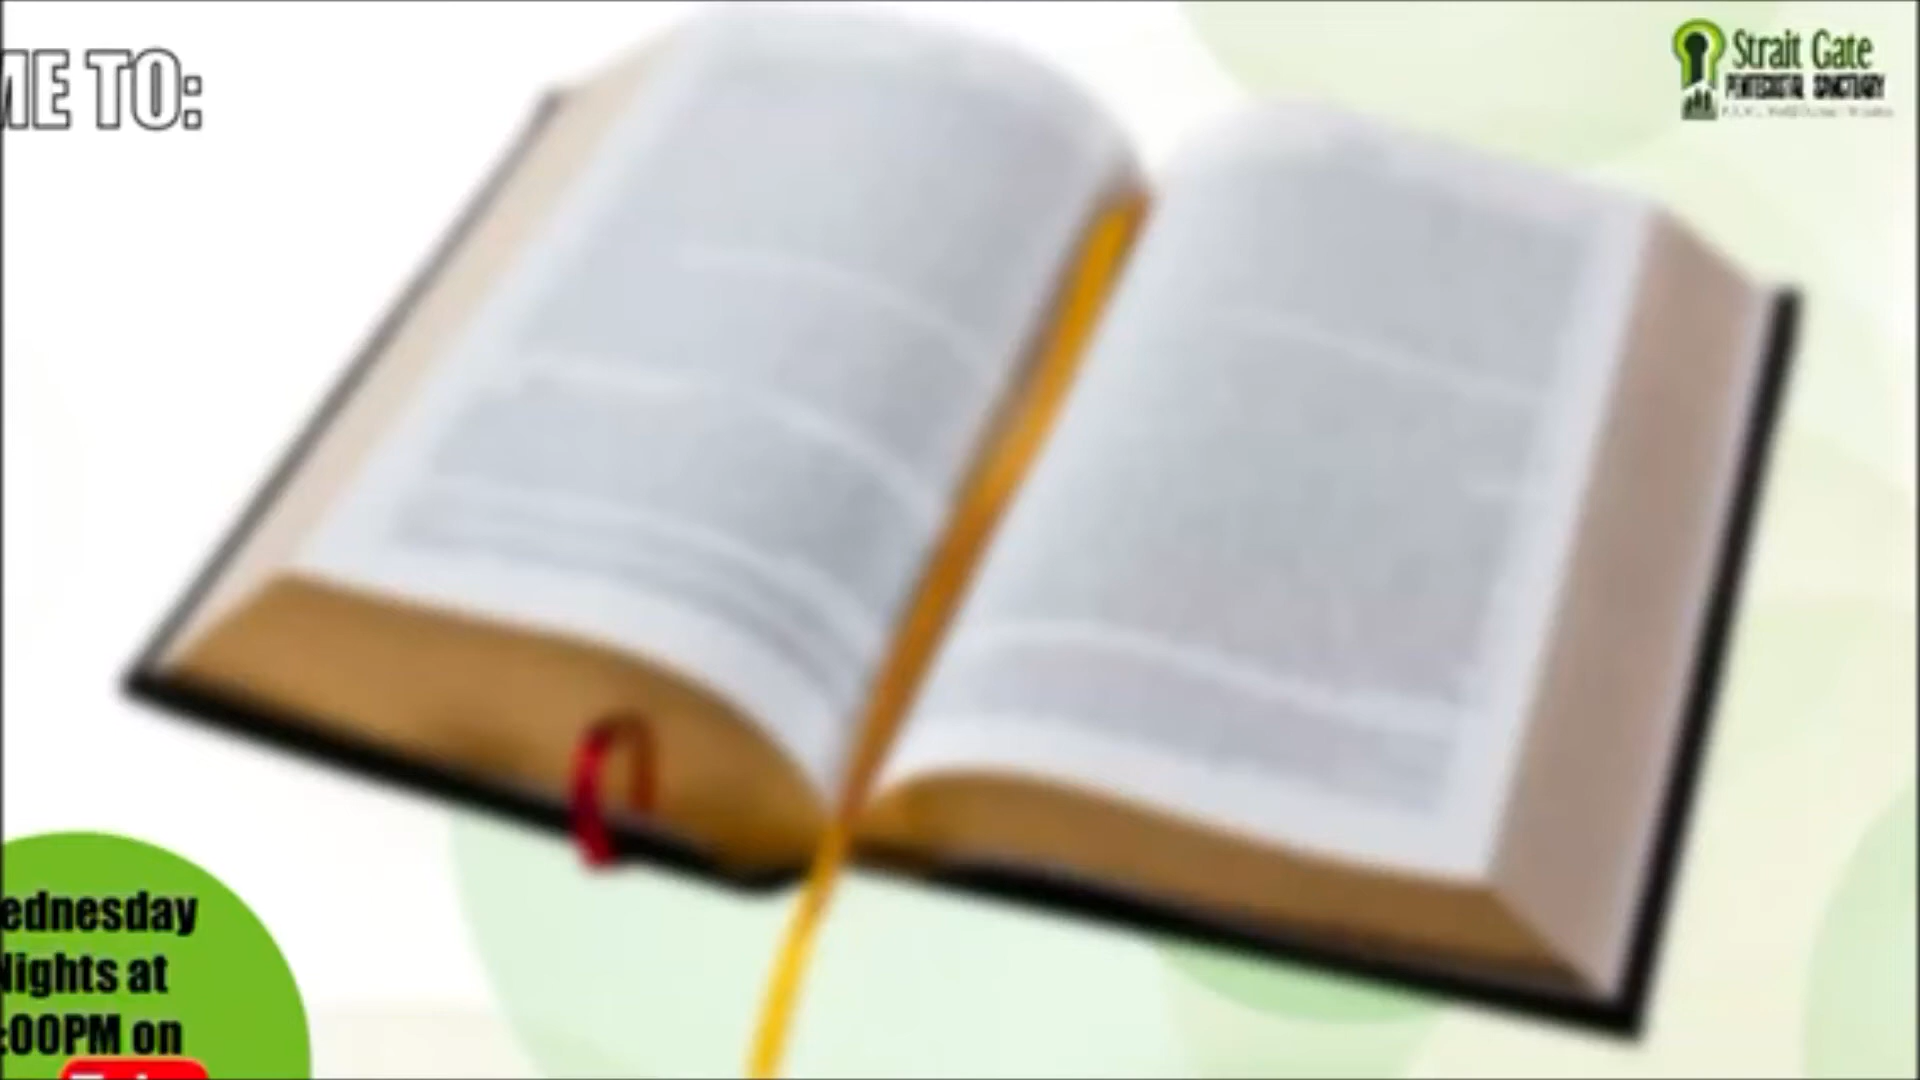 ME TO:
Strait Gate
PENTECOSTAL SANCTUARY
ednesday
Nights at
:00PM on